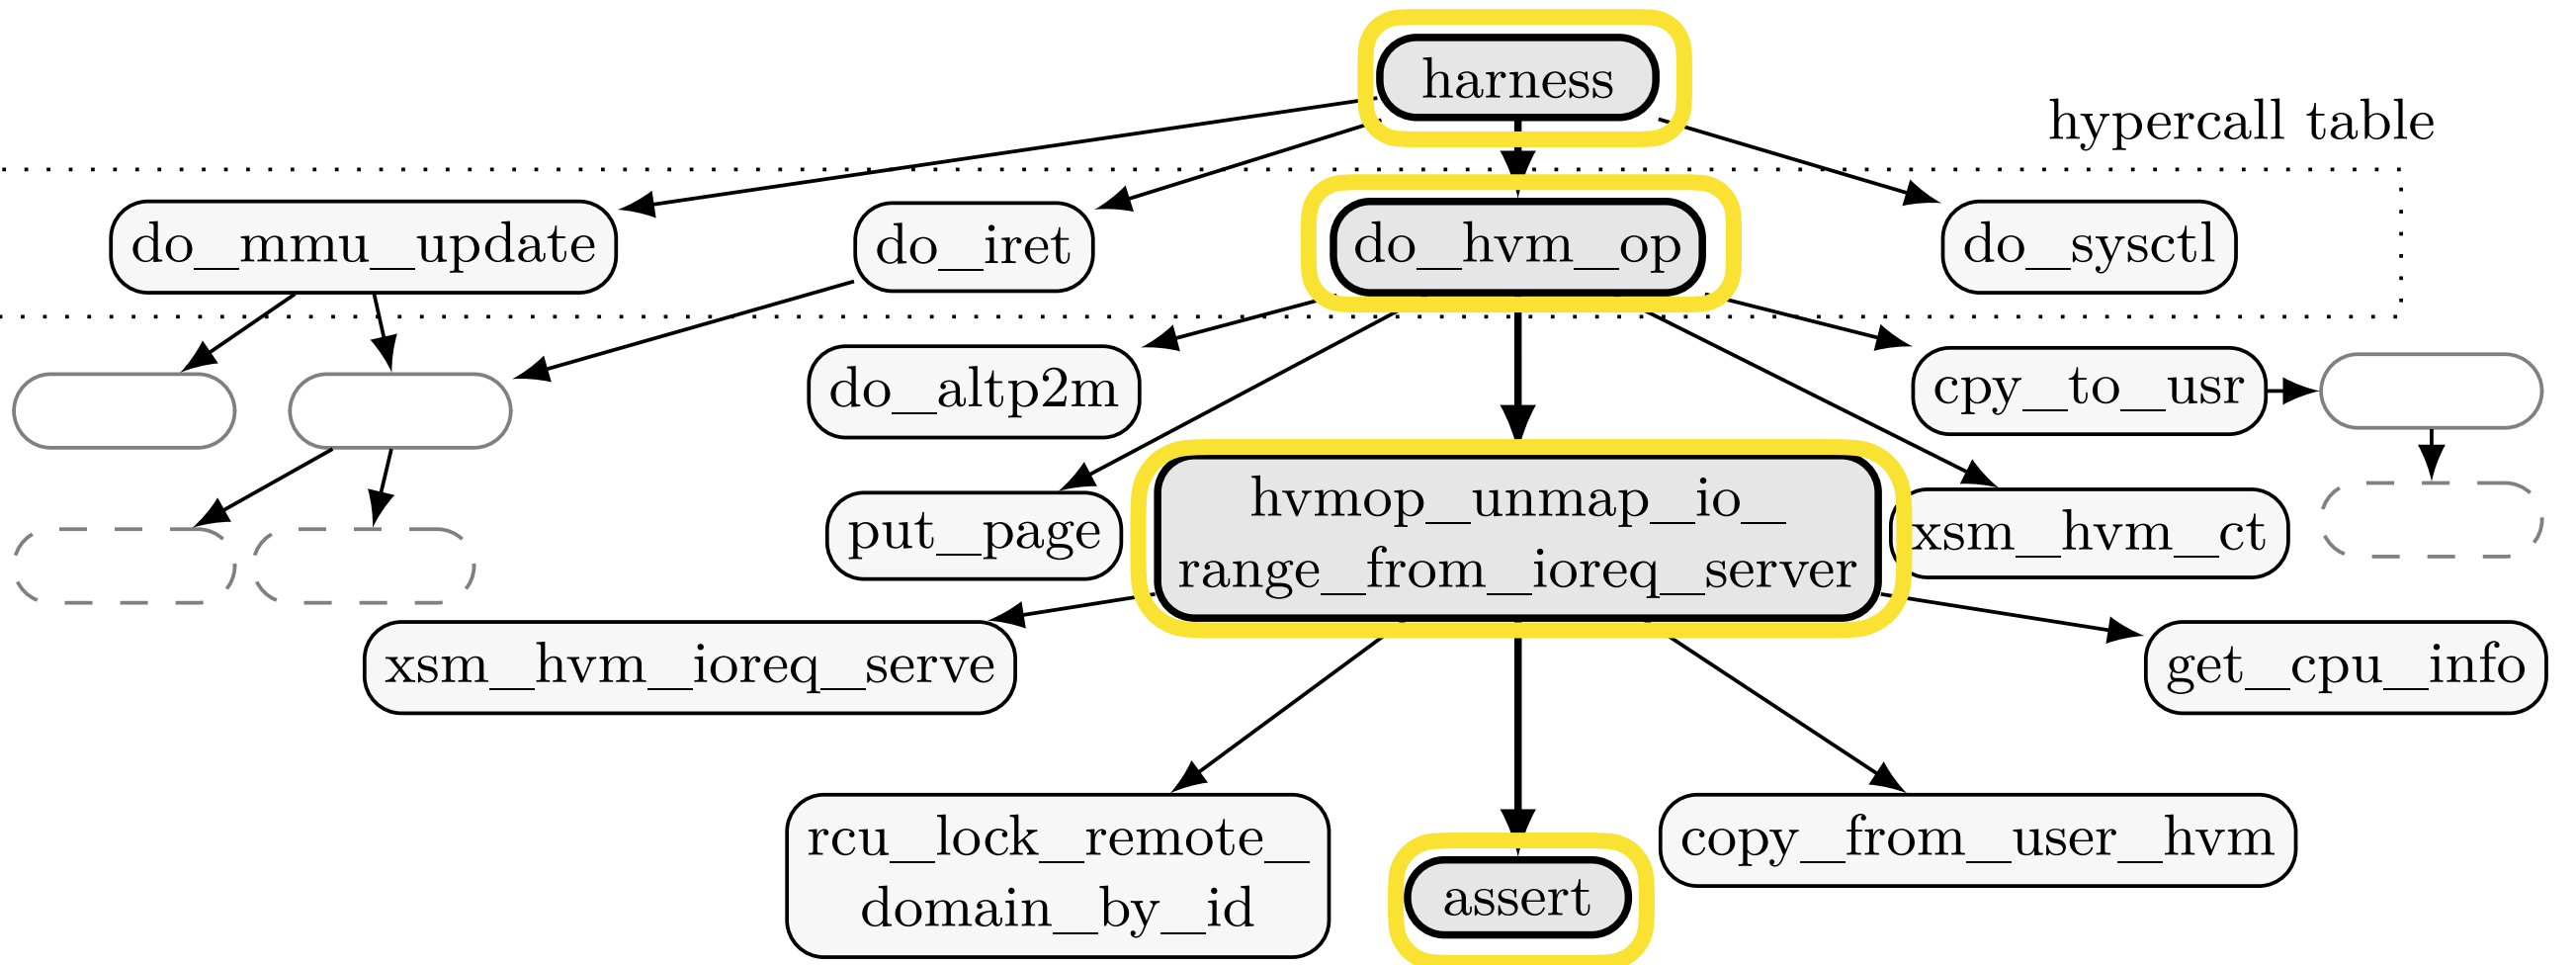 harness
hypercall table
do_mmu_update
do_iret
do_hvm_op
do_sysctl
do_altp2m
cpy_to_usr
put_page
hvmop_unmap_io_
range_from_ioreq_server
xsm_hvm_ct
xsm_hvm_ioreq_serve
get_cpu_info
rcu_lock_remote_
domain_by_id
assert
copy_from_user_hvm